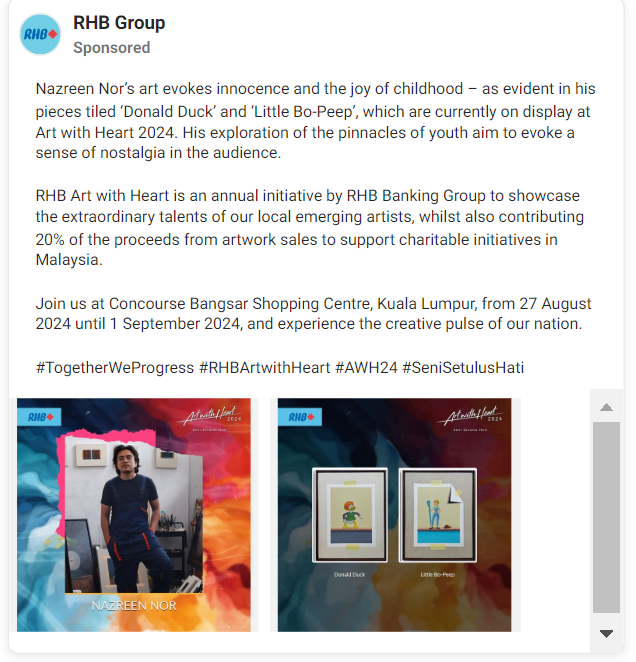 RHB Group
RHB
Sponsored
Nazreen Nor's art evokes innocence and the joy of childhood – as evident in his
pieces tiled 'Donald Duck' and 'Little Bo-Peep', which are currently on display at
Art with Heart 2024. His exploration of the pinnacles of youth aim to evoke a
sense of nostalgia in the audience.
RHB Art with Heart is an annual initiative by RHB Banking Group to showcase
the extraordinary talents of our local emerging artists, whilst also contributing
20% of the proceeds from artwork sales to support charitable initiatives in
Malaysia.
Join us at Concourse Bangsar Shopping Centre, Kuala Lumpur, from 27 August
2024 until 1 September 2024, and experience the creative pulse of our nation.
#TogetherWeProgress #RHBArtwithHeart #AWH24 #SeniSetulusHati
RHB
Art with Heart
2024
Seni Setulus Hati
NAZREEN NOR
RHB
Art with Heart
2024
Seni Setulus Hati
Donald Duck
Little Bo-Peep